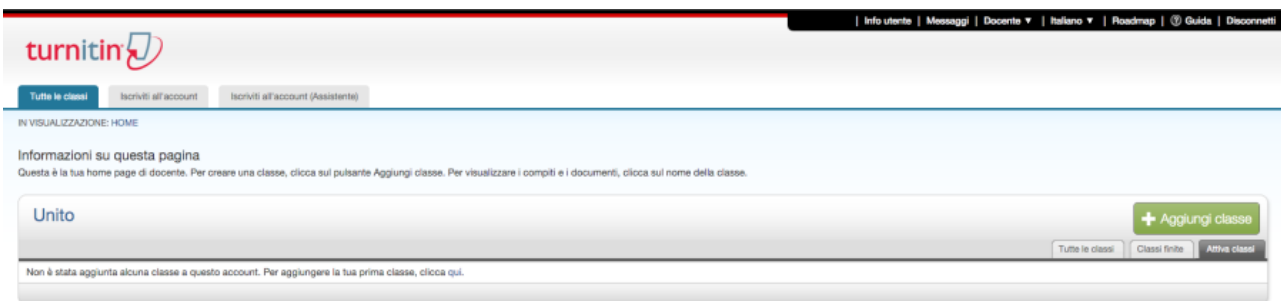 | Info utente | Messaggi | Docente ▼ | Italiano ▼ | Roadmap | ? Guida | Disconnetti
turnitin
Tutte le classi Iscriviti all'account Iscriviti all'account (Assistente)
IN VISUALIZZAZIONE: HOME
Informazioni su questa pagina
Questa è la tua home page di docente. Per creare una classe, clicca sul pulsante Aggiungi classe. Per visualizzare i compiti e i documenti, clicca sul nome della classe.
Unito + Aggiungi classe
Tutte le classi Classi finite Attiva classi
Non è stata aggiunta alcuna classe a questo account. Per aggiungere la tua prima classe, clicca qui.